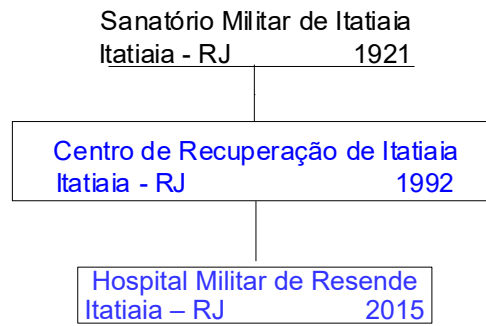 Sanatório Militar de Itatiaia
Itatiaia - RJ 1921
Centro de Recuperação de Itatiaia
Itatiaia - RJ 1992
Hospital Militar de Resende
Itatiaia – RJ 2015